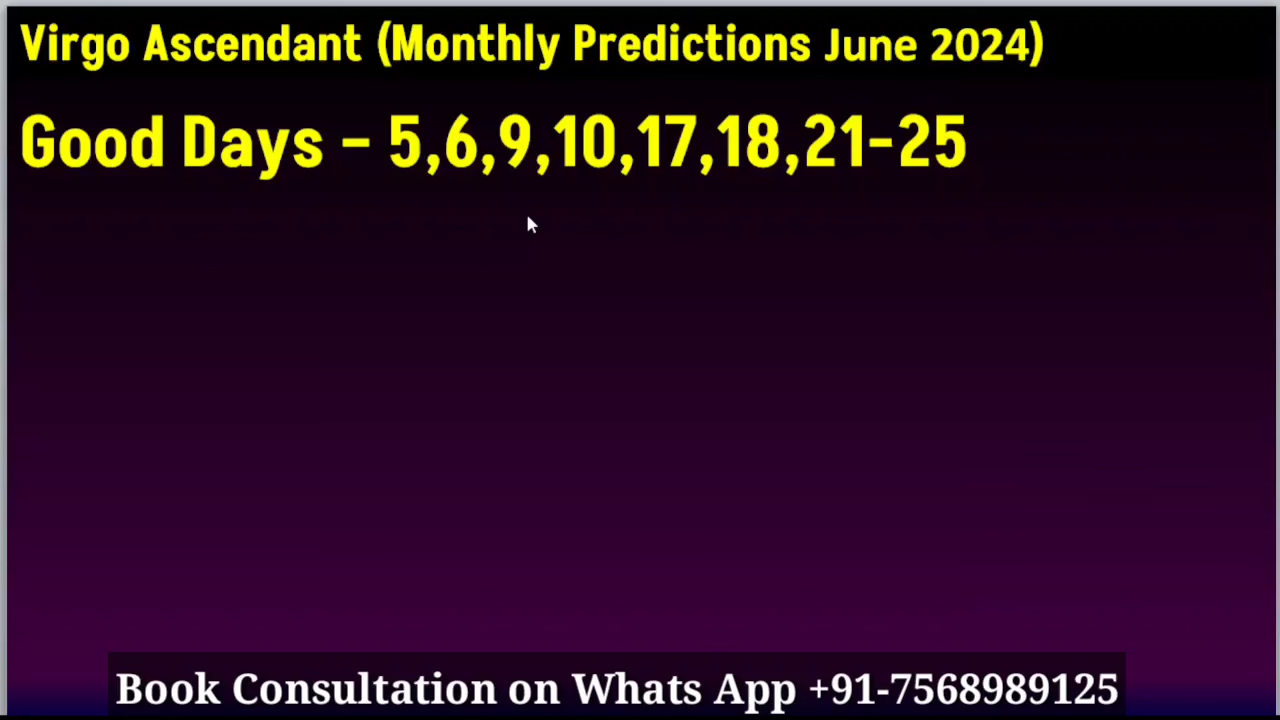 Virgo Ascendant (Monthly Predictions June 2024)
Good Days – 5,6,9,10,17,18,21-25
Book Consultation on Whats App +91-7568989125